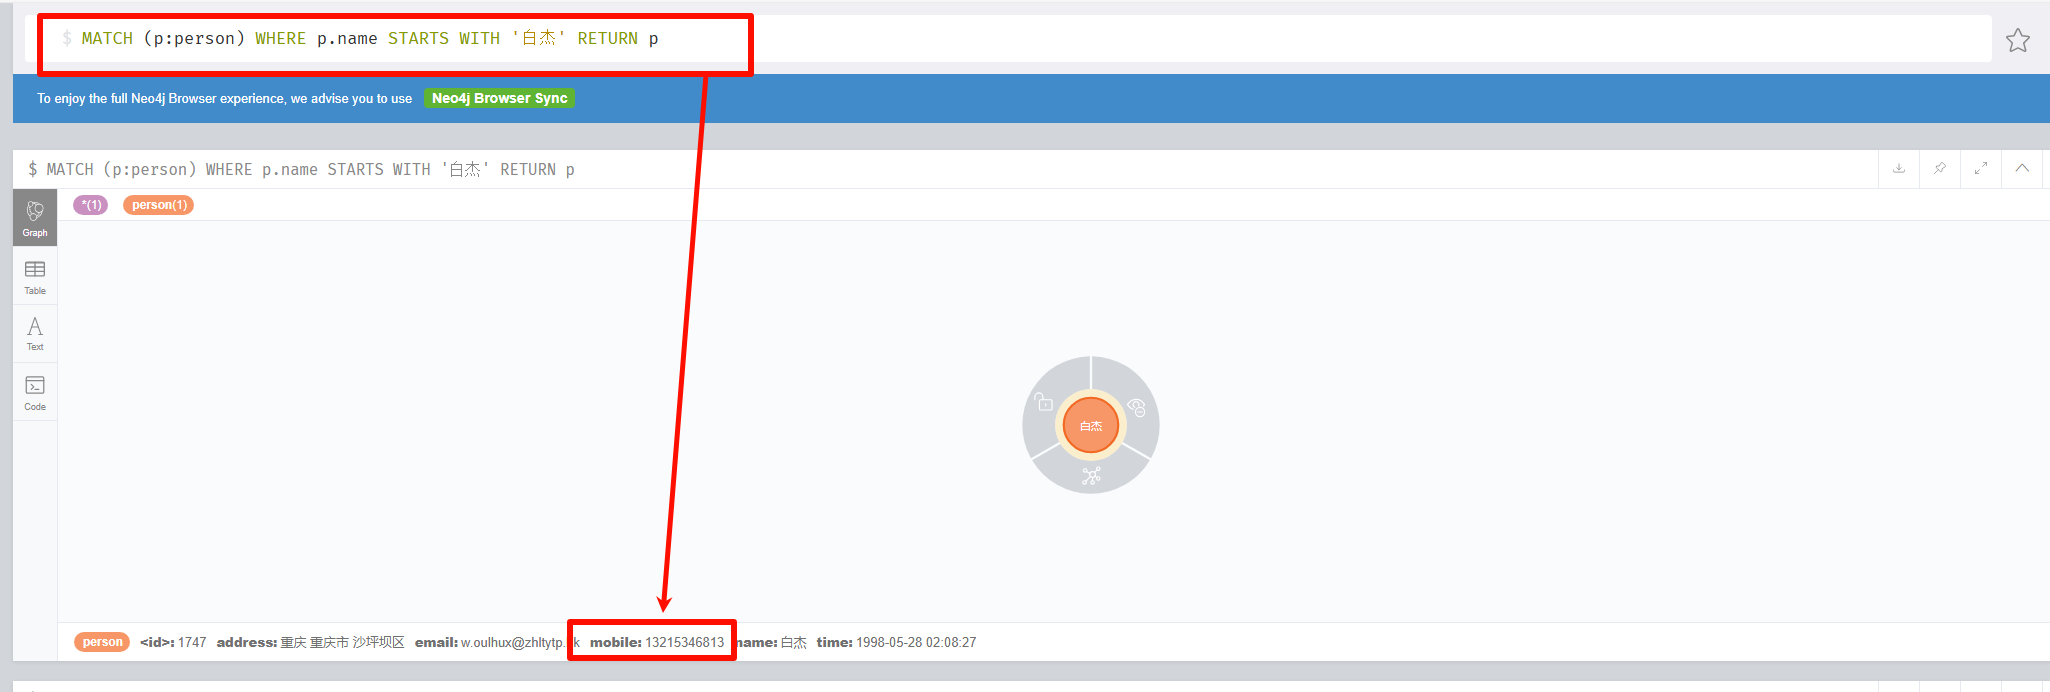 $ MATCH (p:person) WHERE p.name STARTS WITH '白杰' RETURN p
To enjoy the full Neo4j Browser experience, we advise you to use Neo4j Browser Sync
$ MATCH (p:person) WHERE p.name STARTS WITH '白杰' RETURN p
*(1) person(1)
Graph
Table
Text
Code
白杰
person <id>: 1747 address: 重庆 重庆市 沙坪坝区 email: w.oulhux@zhltytp. mobile: 13215346813 name: 白杰 time: 1998-05-28 02:08:27